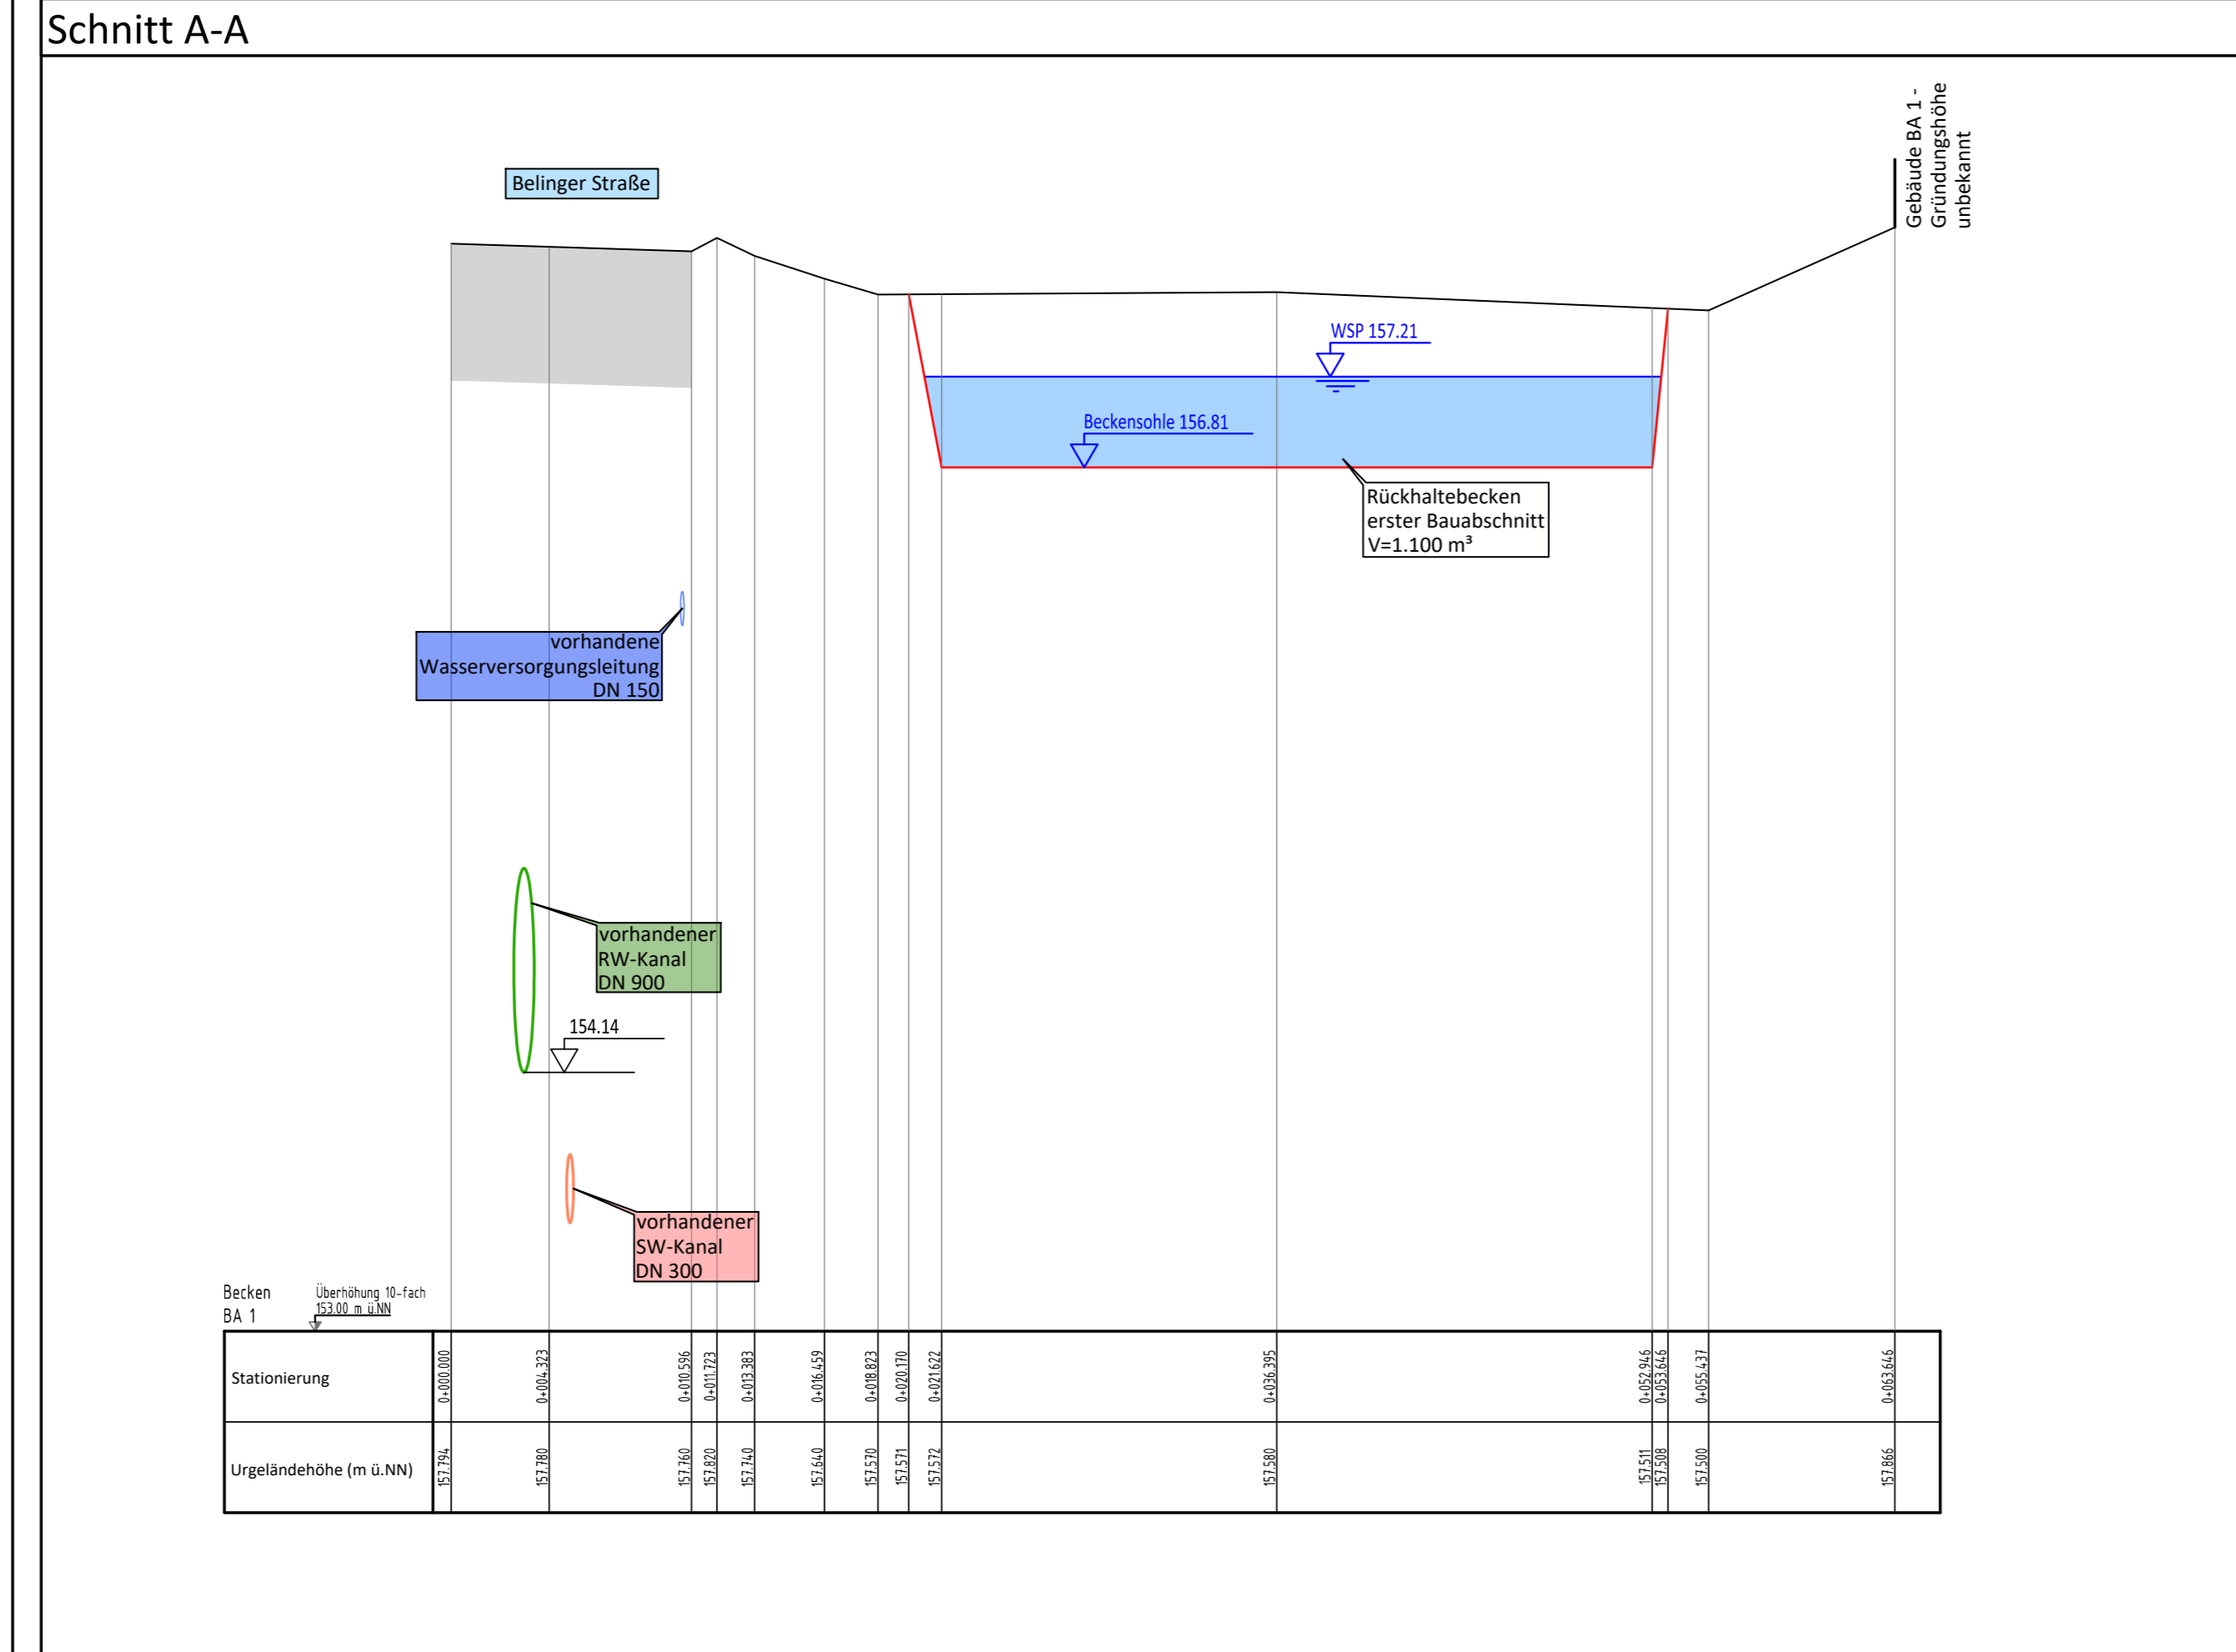 Schnitt A-A
Gebäude BA 1 -
Gründungshöhe
unbekannt
Belinger Straße
WSP 157.21
Beckensohle 156.81
Rückhaltebecken
erster Bauabschnitt
V=1.100 m³
vorhandene
Wasserversorgungsleitung
DN 150
vorhandener
RW-Kanal
DN 900
154.14
vorhandener
SW-Kanal
DN 300
Becken
BA 1
Überhöhung 10-fach
153.00 m ü.NN
Stationierung
0+000.000
0+004.323
0+010.596
0+011.723
0+013.383
0+016.459
0+018.823
0+020.170
0+021.622
0+036.395
0+052.946
0+053.646
0+055.437
0+063.646
Urgeländehöhe (m ü.NN)
157.794
157.780
157.760
157.820
157.740
157.640
157.570
157.571
157.572
157.580
157.511
157.508
157.500
157.866